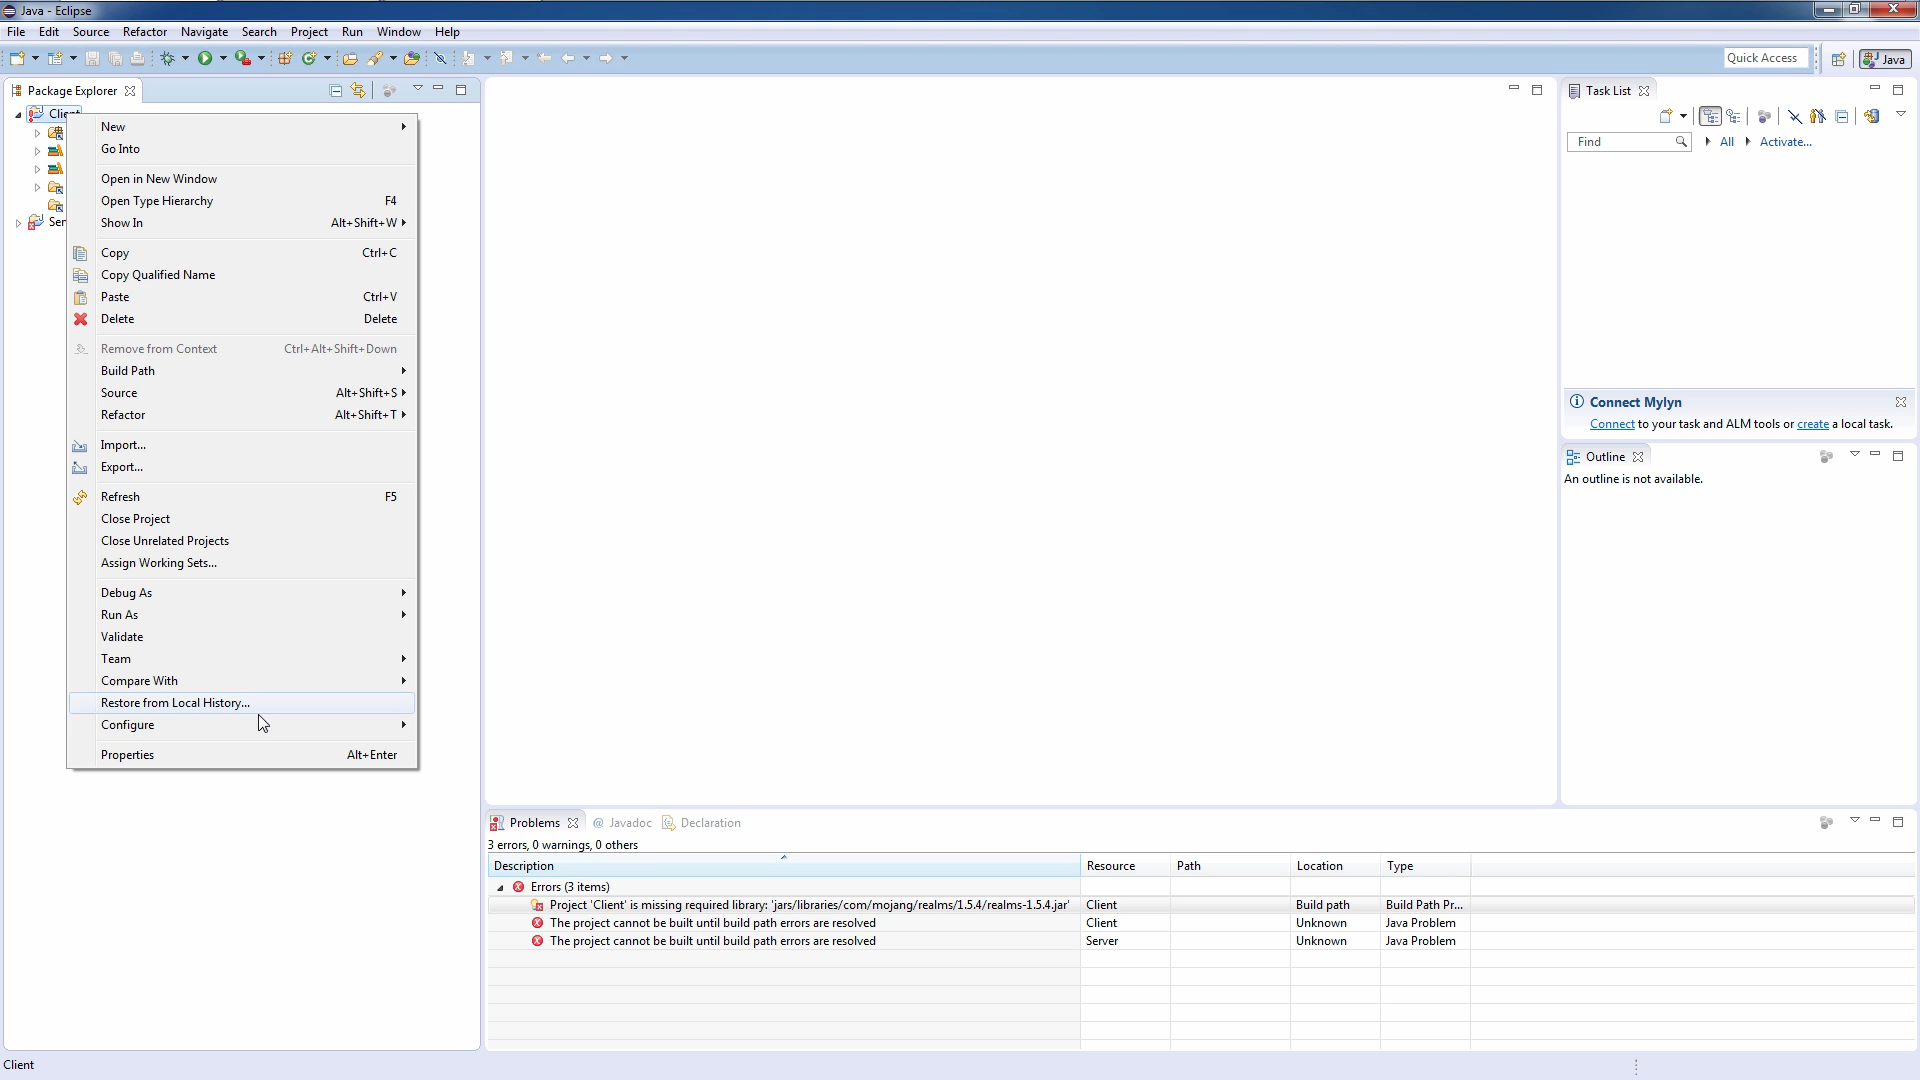 Java - Eclipse
File Edit Source Refactor Navigate Search Project Run Window Help
Quick Access Java
Package Explorer
Client
New
Go Into
Open in New Window
Open Type Hierarchy F4
Show In Alt+Shift+W
Copy Ctrl+C
Copy Qualified Name
Paste Ctrl+V
Delete Delete
Remove from Context Ctrl+Alt+Shift+Down
Build Path
Source Alt+Shift+S
Refactor Alt+Shift+T
Import...
Export...
Refresh F5
Close Project
Close Unrelated Projects
Assign Working Sets...
Debug As
Run As
Validate
Team
Compare With
Restore from Local History...
Configure
Properties Alt+Enter
Task List
Find All Activate...
Connect Mylyn
Connect to your task and ALM tools or create a local task.
Outline
An outline is not available.
Problems @ Javadoc Declaration
3 errors, 0 warnings, 0 others
Description Resource Path Location Type
Errors (3 items)
Project 'Client' is missing required library: 'jars/libraries/com/mojang/realms/1.5.4/realms-1.5.4.jar' Client Build path Build Path Pr...
The project cannot be built until build path errors are resolved Client Unknown Java Problem
The project cannot be built until build path errors are resolved Server Unknown Java Problem
Client